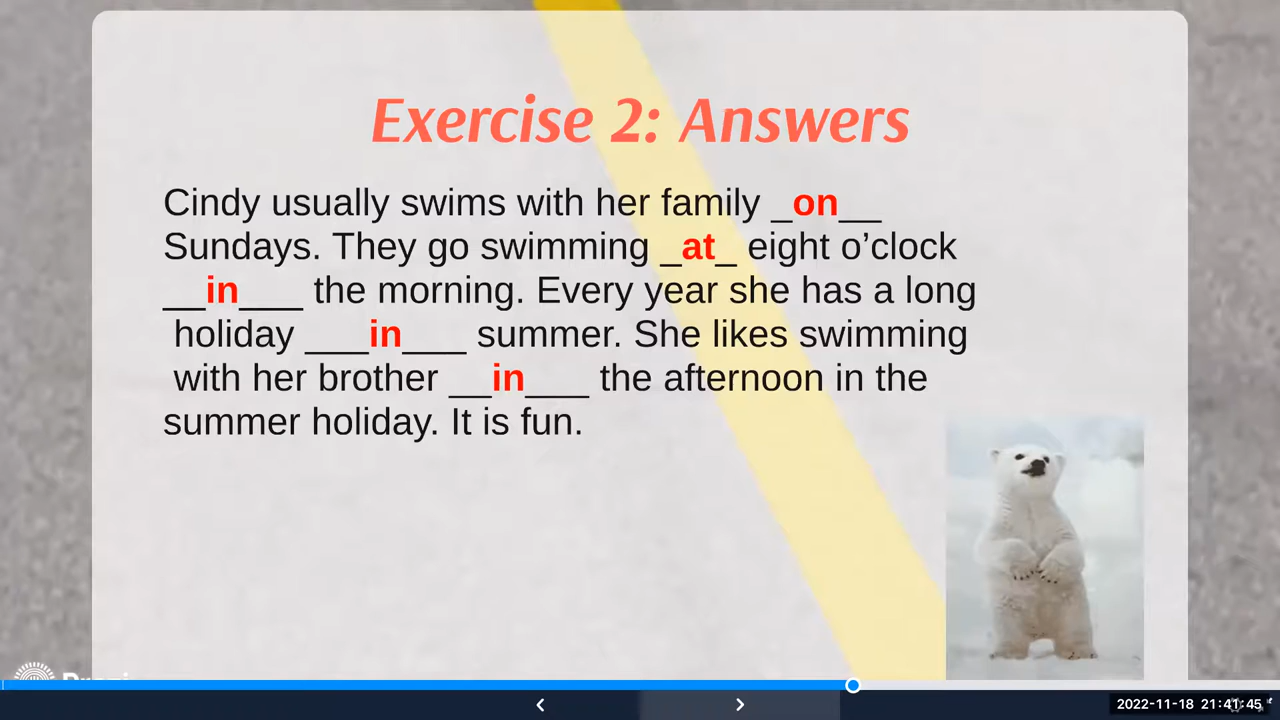 Exercise 2: Answers
Cindy usually swims with her family _on__
Sundays. They go swimming _at_ eight o’clock
__in___ the morning. Every year she has a long
holiday ___in___ summer. She likes swimming
with her brother __in___ the afternoon in the
summer holiday. It is fun.
2022-11-18 21:41:45